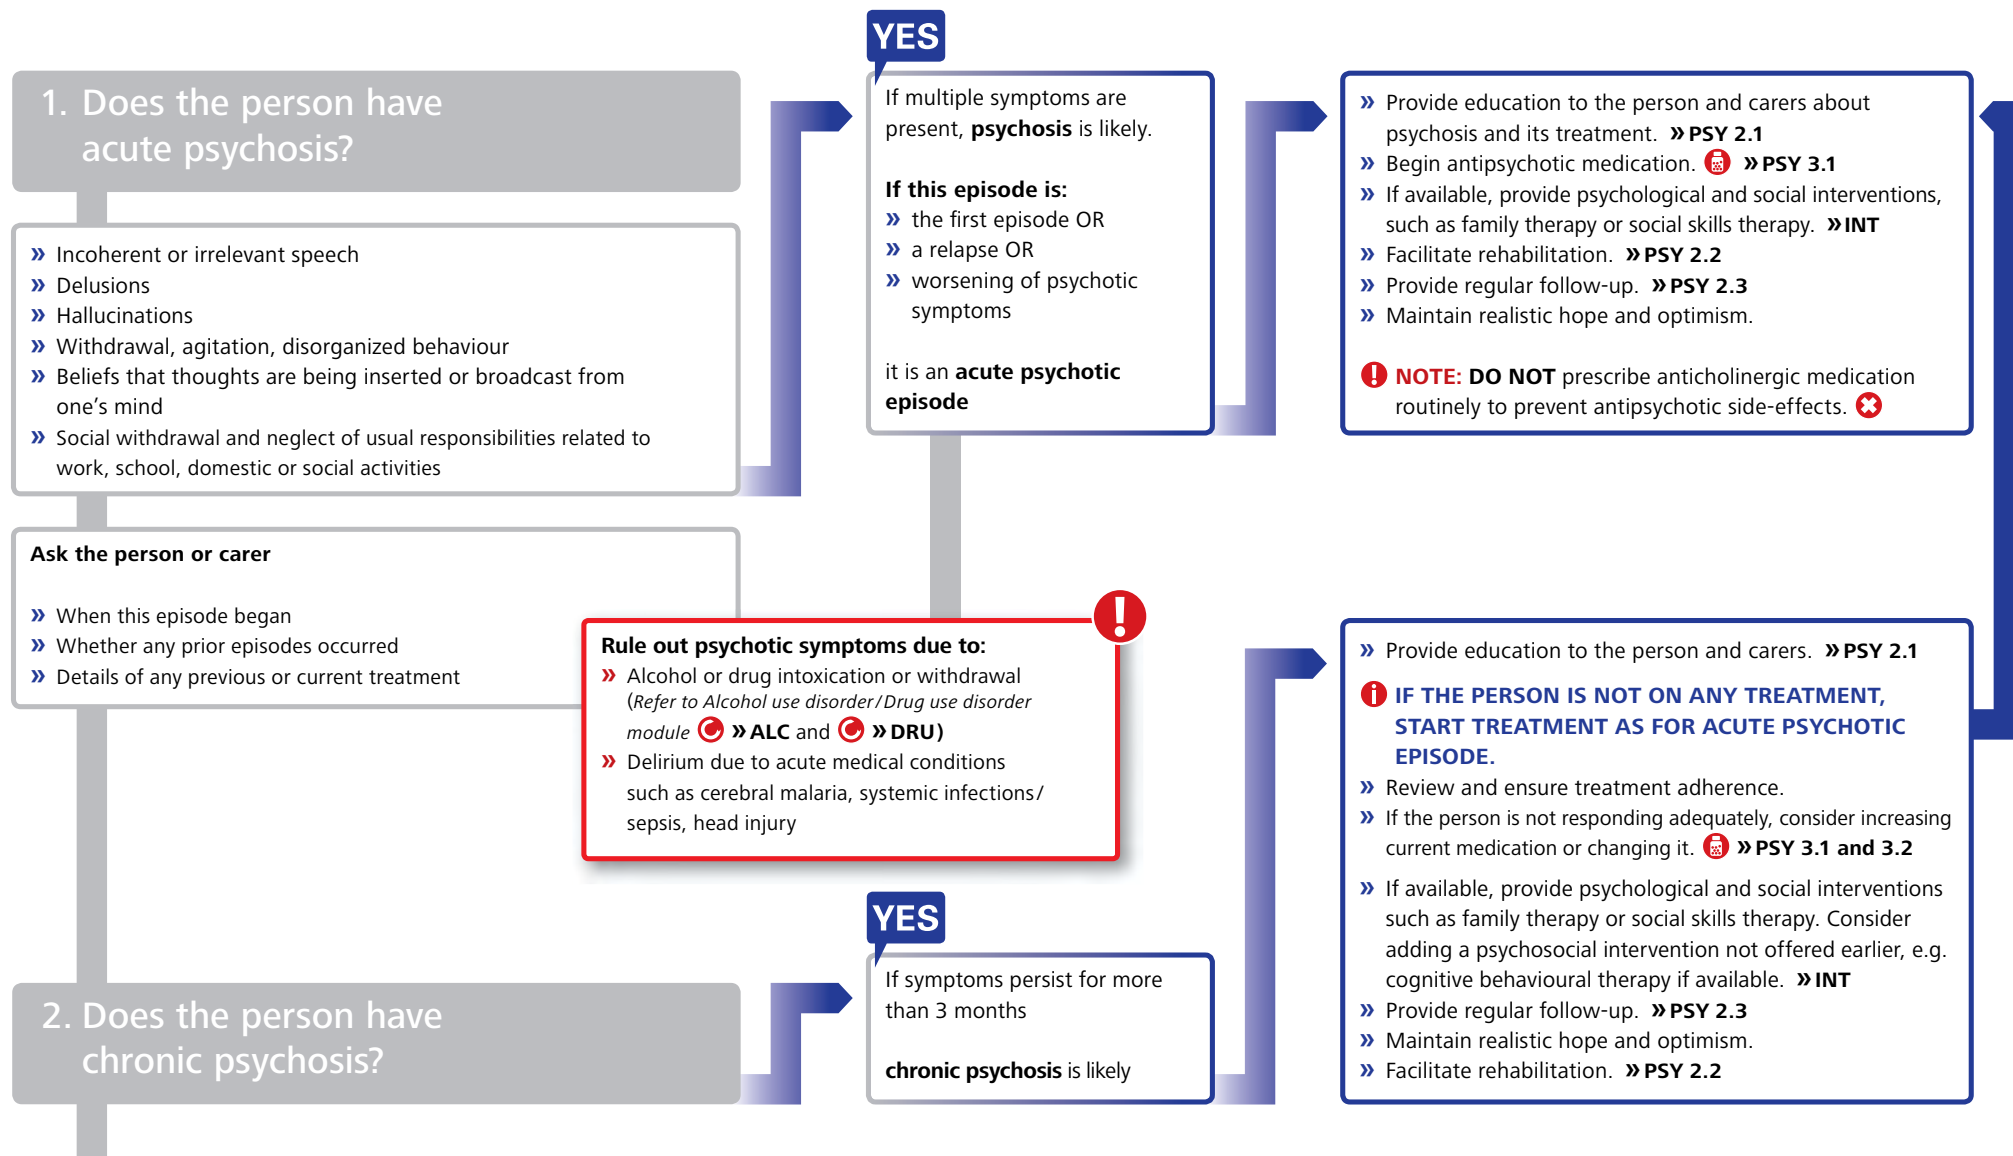 1. Does the person have
acute psychosis?
» Incoherent or irrelevant speech
» Delusions
» Hallucinations
» Withdrawal, agitation, disorganized behaviour
» Beliefs that thoughts are being inserted or broadcast from
one’s mind
» Social withdrawal and neglect of usual responsibilities related to
work, school, domestic or social activities
Ask the person or carer
» When this episode began
» Whether any prior episodes occurred
» Details of any previous or current treatment
YES
If multiple symptoms are
present, psychosis is likely.
If this episode is:
» the first episode OR
» a relapse OR
» worsening of psychotic
symptoms
it is an acute psychotic
episode
» Provide education to the person and carers about
psychosis and its treatment. » PSY 2.1
» Begin antipsychotic medication. » PSY 3.1
» If available, provide psychological and social interventions,
such as family therapy or social skills therapy. » INT
» Facilitate rehabilitation. » PSY 2.2
» Provide regular follow-up. » PSY 2.3
» Maintain realistic hope and optimism.
! NOTE: DO NOT prescribe anticholinergic medication
routinely to prevent antipsychotic side-effects.
!
Rule out psychotic symptoms due to:
» Alcohol or drug intoxication or withdrawal
(Refer to Alcohol use disorder/Drug use disorder
module » ALC and » DRU)
» Delirium due to acute medical conditions
such as cerebral malaria, systemic infections/
sepsis, head injury
2. Does the person have
chronic psychosis?
YES
If symptoms persist for more
than 3 months
chronic psychosis is likely
» Provide education to the person and carers. » PSY 2.1
i IF THE PERSON IS NOT ON ANY TREATMENT,
START TREATMENT AS FOR ACUTE PSYCHOTIC
EPISODE.
» Review and ensure treatment adherence.
» If the person is not responding adequately, consider increasing
current medication or changing it. » PSY 3.1 and 3.2
» If available, provide psychological and social interventions
such as family therapy or social skills therapy. Consider
adding a psychosocial intervention not offered earlier, e.g.
cognitive behavioural therapy if available. » INT
» Provide regular follow-up. » PSY 2.3
» Maintain realistic hope and optimism.
» Facilitate rehabilitation. » PSY 2.2